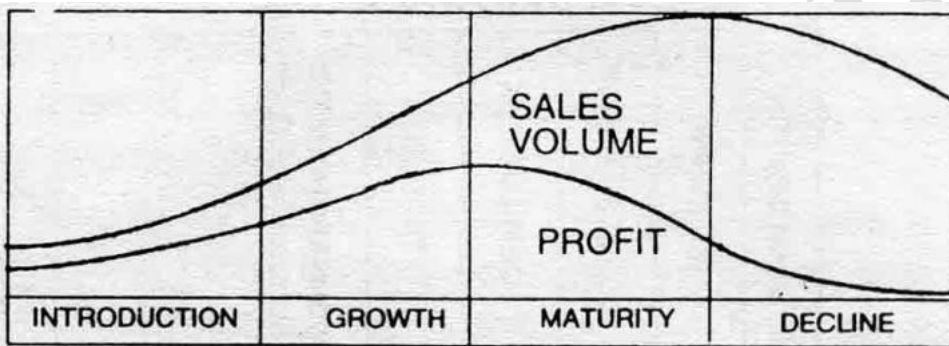 SALES
VOLUME
PROFIT
INTRODUCTION GROWTH MATURITY DECLINE